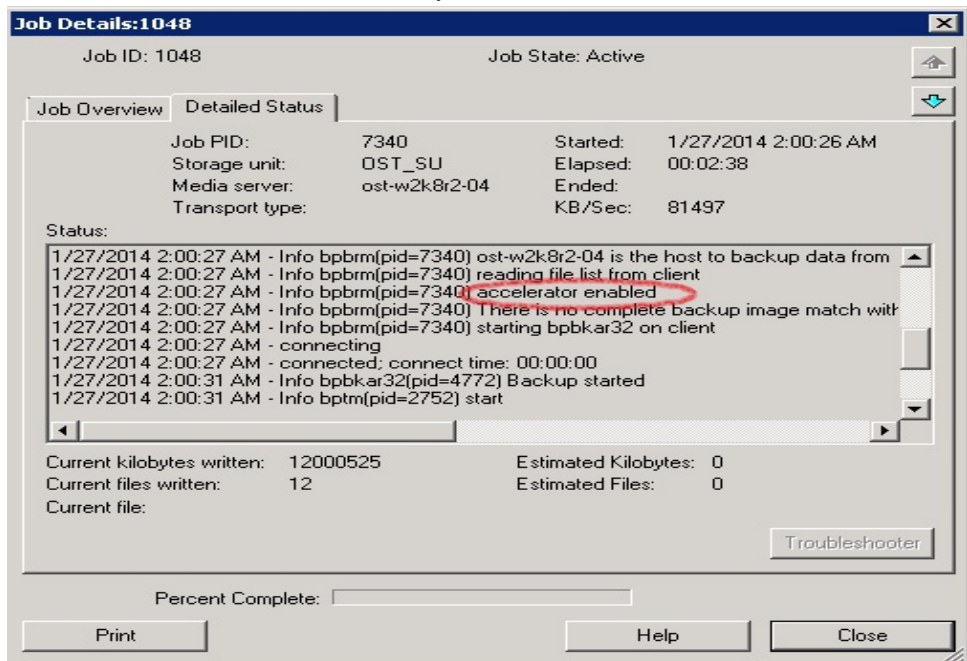 Job Details:1048
Job ID: 1048 Job State: Active
Job Overview Detailed Status
Job PID: 7340 Started: 1/27/2014 2:00:26 AM
Storage unit: OST_SU Elapsed: 00:02:38
Media server: ost-w2k8r2-04 Ended:
Transport type: KB/Sec: 81497
Status:
1/27/2014 2:00:27 AM - Info bpbrm(pid=7340) ost-w2k8r2-04 is the host to backup data from
1/27/2014 2:00:27 AM - Info bpbrm(pid=7340) reading file list from client
1/27/2014 2:00:27 AM - Info bpbrm(pid=7340) accelerator enabled
1/27/2014 2:00:27 AM - Info bpbrm(pid=7340) There is no complete backup image match with
1/27/2014 2:00:27 AM - Info bpbrm(pid=7340) starting bpbkar32 on client
1/27/2014 2:00:27 AM - connecting
1/27/2014 2:00:27 AM - connected; connect time: 00:00:00
1/27/2014 2:00:31 AM - Info bpbkar32(pid=4772) Backup started
1/27/2014 2:00:31 AM - Info bptm(pid=2752) start
Current kilobytes written: 12000525 Estimated Kilobytes: 0
Current files written: 12 Estimated Files: 0
Current file:
Troubleshooter
Percent Complete:
Print Help Close